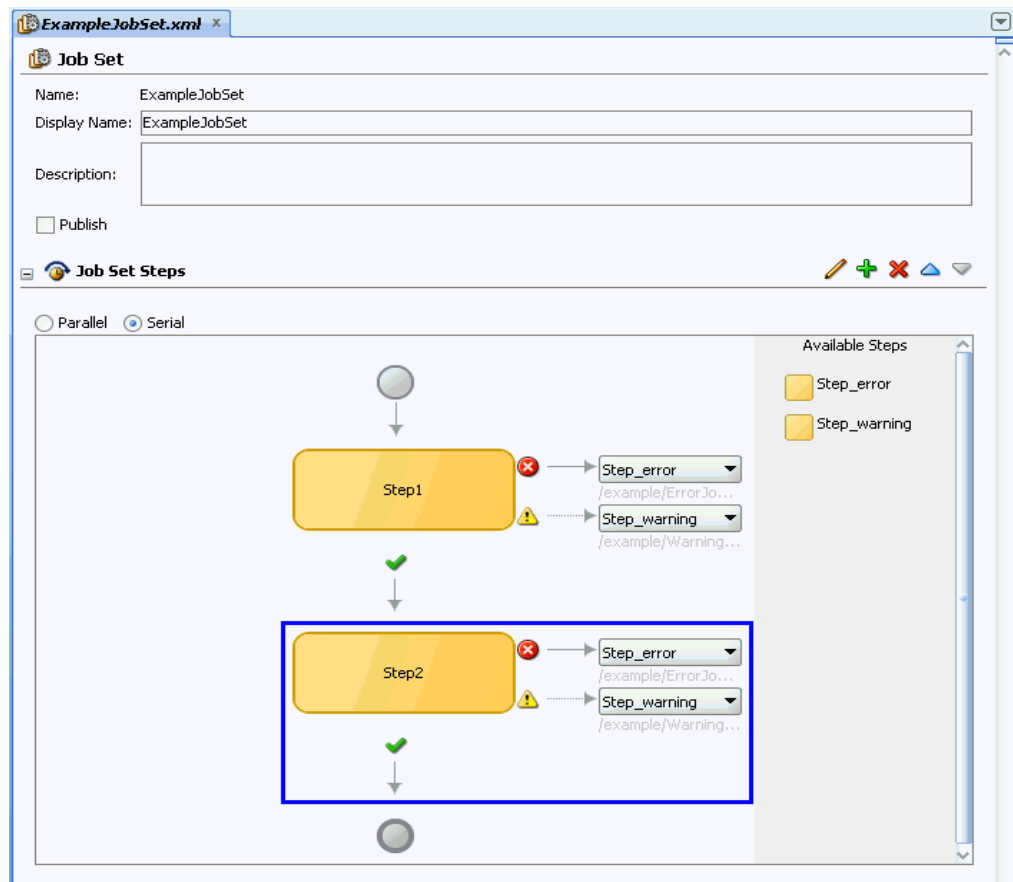 ExampleJobSet.xml
Job Set
Name: ExampleJobSet
Display Name: ExampleJobSet
Description:
Publish
Job Set Steps
Parallel Serial
Available Steps
Step_error
Step_warning
Step1
Step_error
/example/ErrorJo...
Step_warning
/example/Warning...
Step2
Step_error
/example/ErrorJo...
Step_warning
/example/Warning...